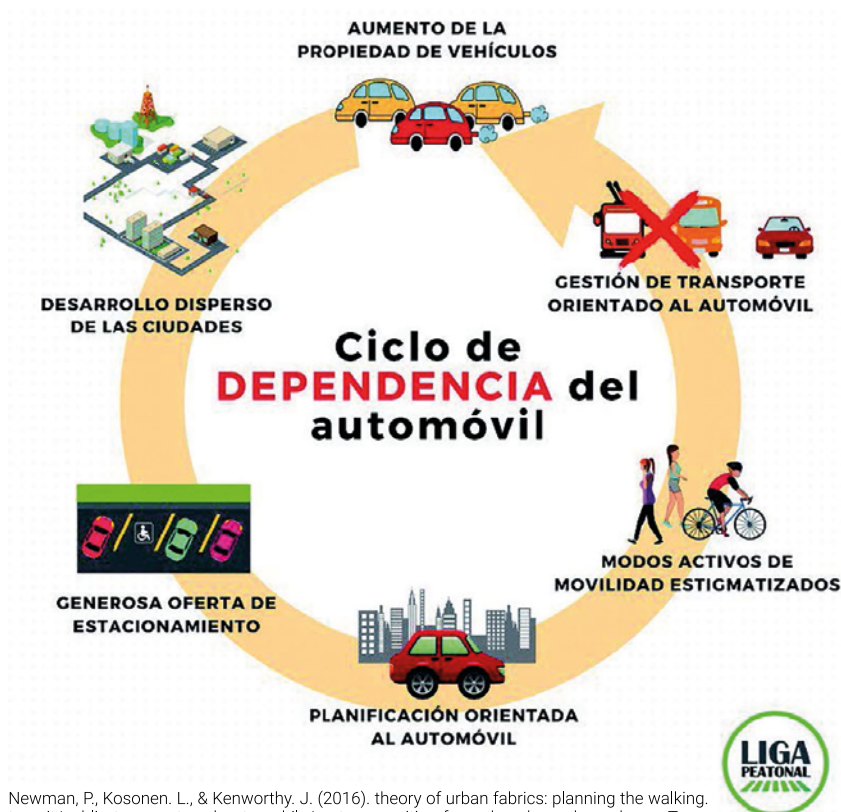 AUMENTO DE LA
PROPIEDAD DE VEHÍCULOS
GESTIÓN DE TRANSPORTE
ORIENTADO AL AUTOMÓVIL
DESARROLLO DISPERSO
DE LAS CIUDADES
Ciclo de
DEPENDENCIA del
automóvil
MODOS ACTIVOS DE
MOVILIDAD ESTIGMATIZADOS
GENEROSA OFERTA DE
ESTACIONAMIENTO
PLANIFICACIÓN ORIENTADA
AL AUTOMÓVIL
LIGA
PEATONAL
Newman, P., Kosonen. L., & Kenworthy. J. (2016). theory of urban fabrics: planning the walking.